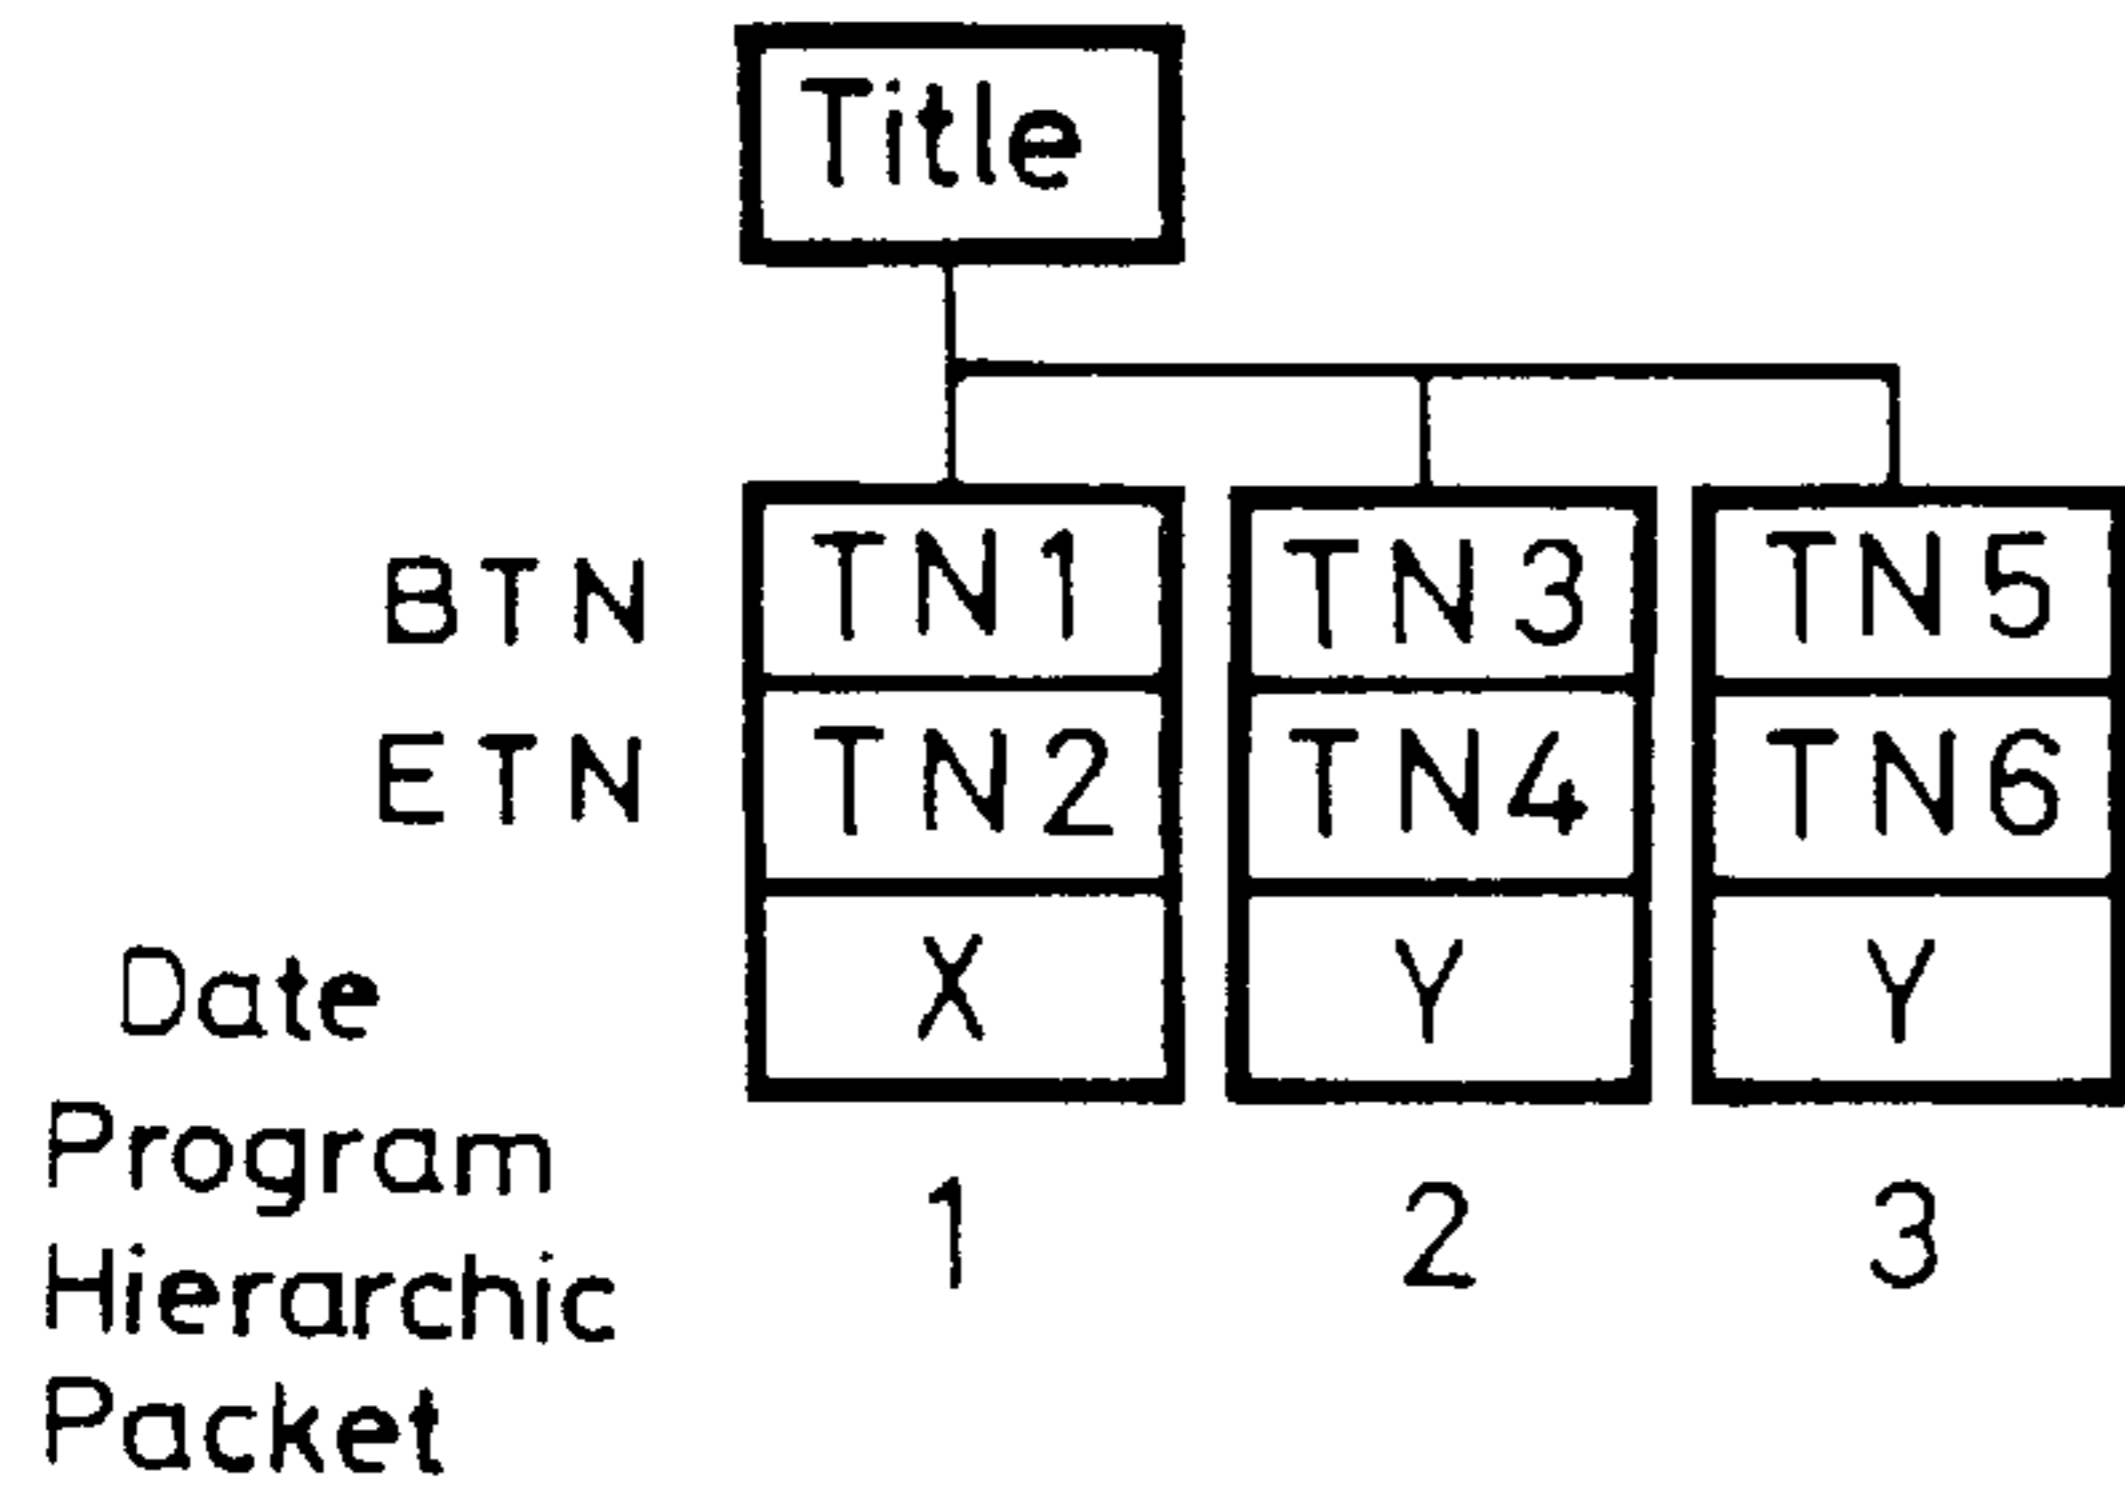 Title
BTN TN1 TN3 TN5
ETN TN2 TN4 TN6
Date X Y Y
Program
Hierarchic
Packet
1 2 3